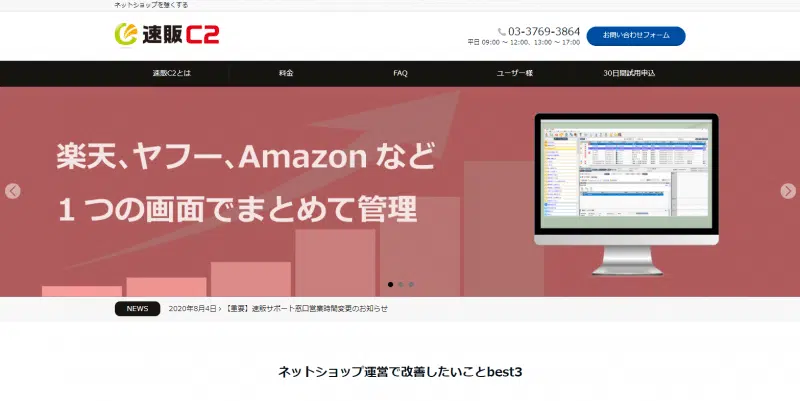 ネットショップを強くする
速販C2
03-3769-3864
平日 09:00 ～ 12:00、13:00 ～ 17:00
お問い合わせフォーム
速販C2とは
料金
FAQ
ユーザー様
30日間試用申込
楽天、ヤフー、Amazon など
1つの画面でまとめて管理
NEWS
2020年8月4日 › 【重要】速販サポート窓口営業時間変更のお知らせ
ネットショップ運営で改善したいことbest3